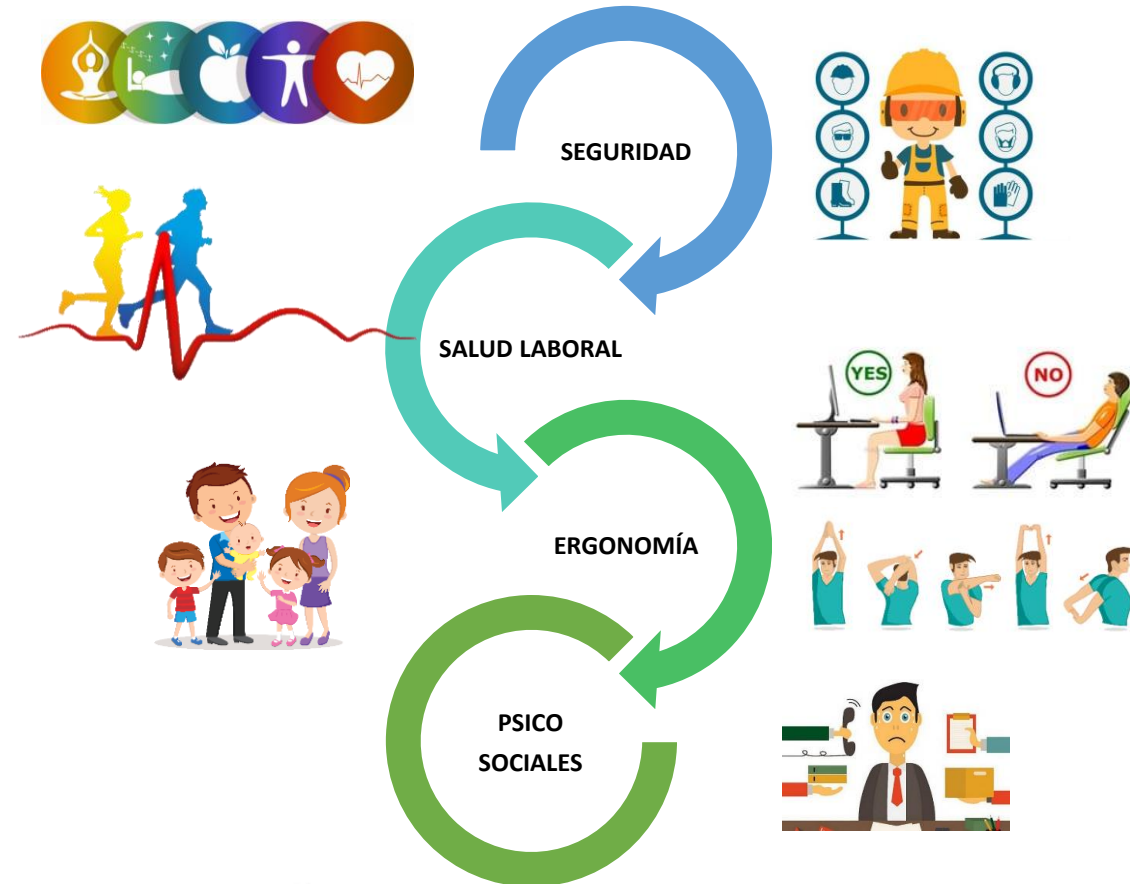 SEGURIDAD
SALUD LABORAL
YES
NO
ERGONOMÍA
PSICO
SOCIALES